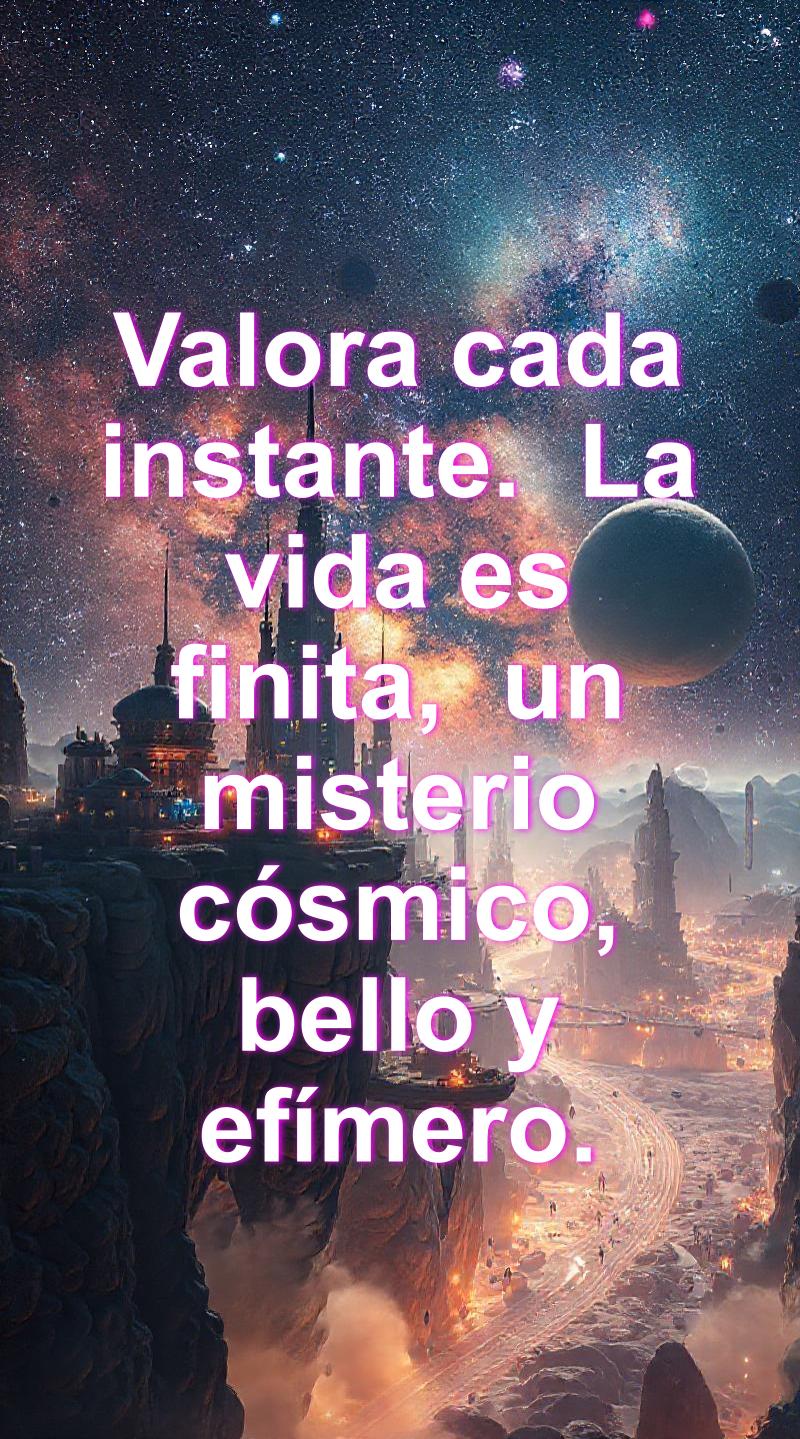 Valora cada
instante.  La
vida es
finita,  un
misterio
cósmico,
bello y
efímero.